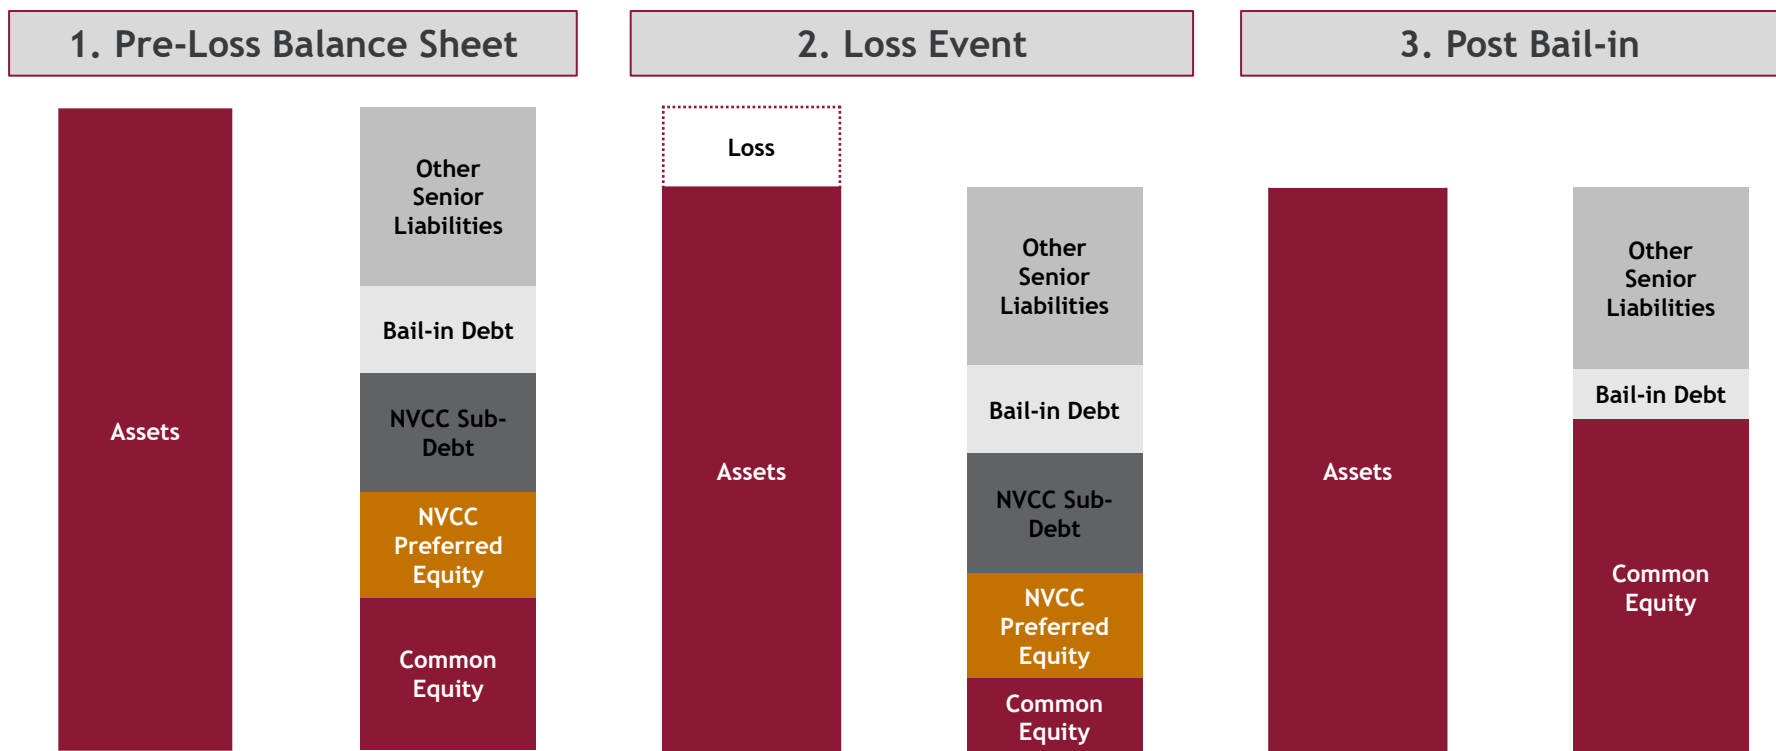 1. Pre-Loss Balance Sheet
Assets
Other
Senior
Liabilities
Bail-in Debt
NVCC Sub-
Debt
NVCC
Preferred
Equity
Common
Equity
2. Loss Event
Loss
Assets
Other
Senior
Liabilities
Bail-in Debt
NVCC Sub-
Debt
NVCC
Preferred
Equity
Common
Equity
3. Post Bail-in
Assets
Other
Senior
Liabilities
Bail-in Debt
Common
Equity